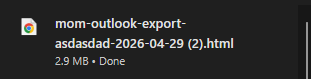 mom-outlook-export-
asdasdad-2026-04-29 (2).html
2.9 MB • Done